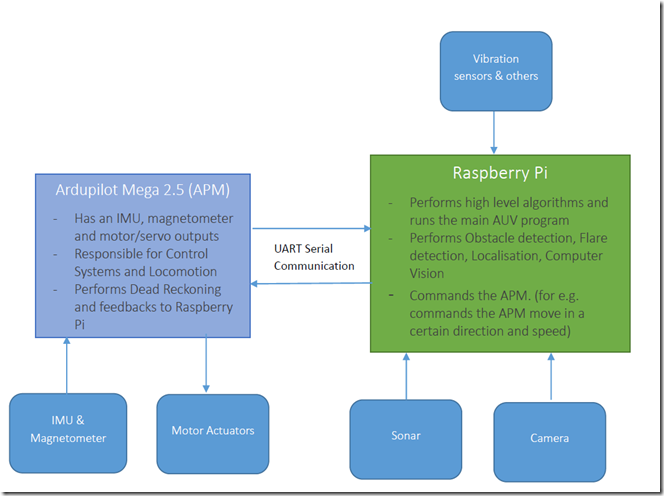 Vibration
sensors & others
Raspberry Pi
- Performs high level algorithms and
runs the main AUV program
- Performs Obstacle detection, Flare
detection, Localisation, Computer
Vision
- Commands the APM. (for e.g.
commands the APM move in a
certain direction and speed)
Ardupilot Mega 2.5 (APM)
- Has an IMU, magnetometer
and motor/servo outputs
- Responsible for Control
Systems and Locomotion
- Performs Dead Reckoning
and feedbacks to Raspberry
Pi
UART Serial
Communication
IMU &
Magnetometer
Motor Actuators
Sonar
Camera